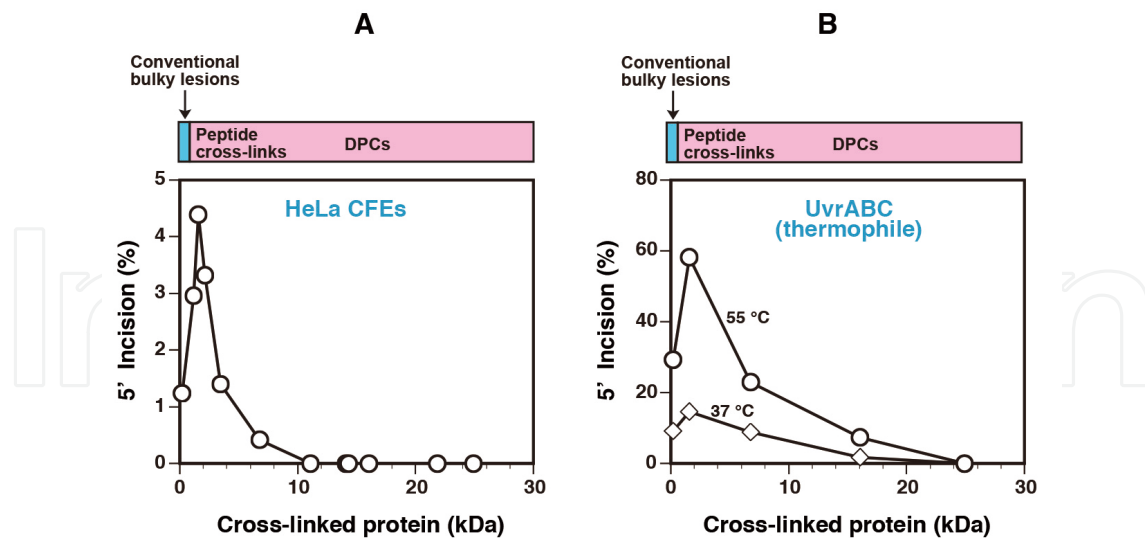 A
Conventional
bulky lesions
Peptide
cross-links
DPCs
HeLa CFEs
5
4
3
2
1
0
5’ Incision (%)
0
10
20
30
Cross-linked protein (kDa)
B
Conventional
bulky lesions
Peptide
cross-links
DPCs
UvrABC
(thermophile)
80
60
40
20
0
5’ Incision (%)
55 °C
37 °C
0
10
20
30
Cross-linked protein (kDa)